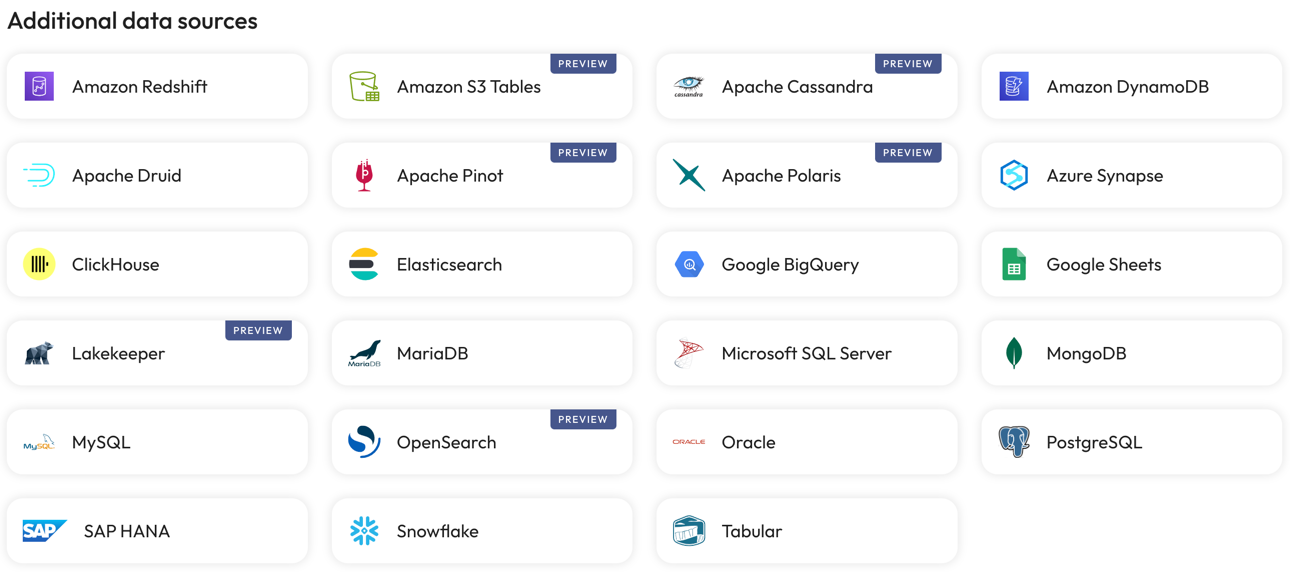 Additional data sources
Amazon Redshift
PREVIEW
Amazon S3 Tables
PREVIEW
cassandra
Apache Cassandra
Amazon DynamoDB
Apache Druid
PREVIEW
Apache Pinot
PREVIEW
Apache Polaris
Azure Synapse
ClickHouse
Elasticsearch
Google BigQuery
Google Sheets
PREVIEW
Lakekeeper
MariaDB
MariaDB
Microsoft SQL Server
MongoDB
MySQL
MySQL
PREVIEW
OpenSearch
ORACLE
Oracle
PostgreSQL
SAP
SAP HANA
Snowflake
Tabular